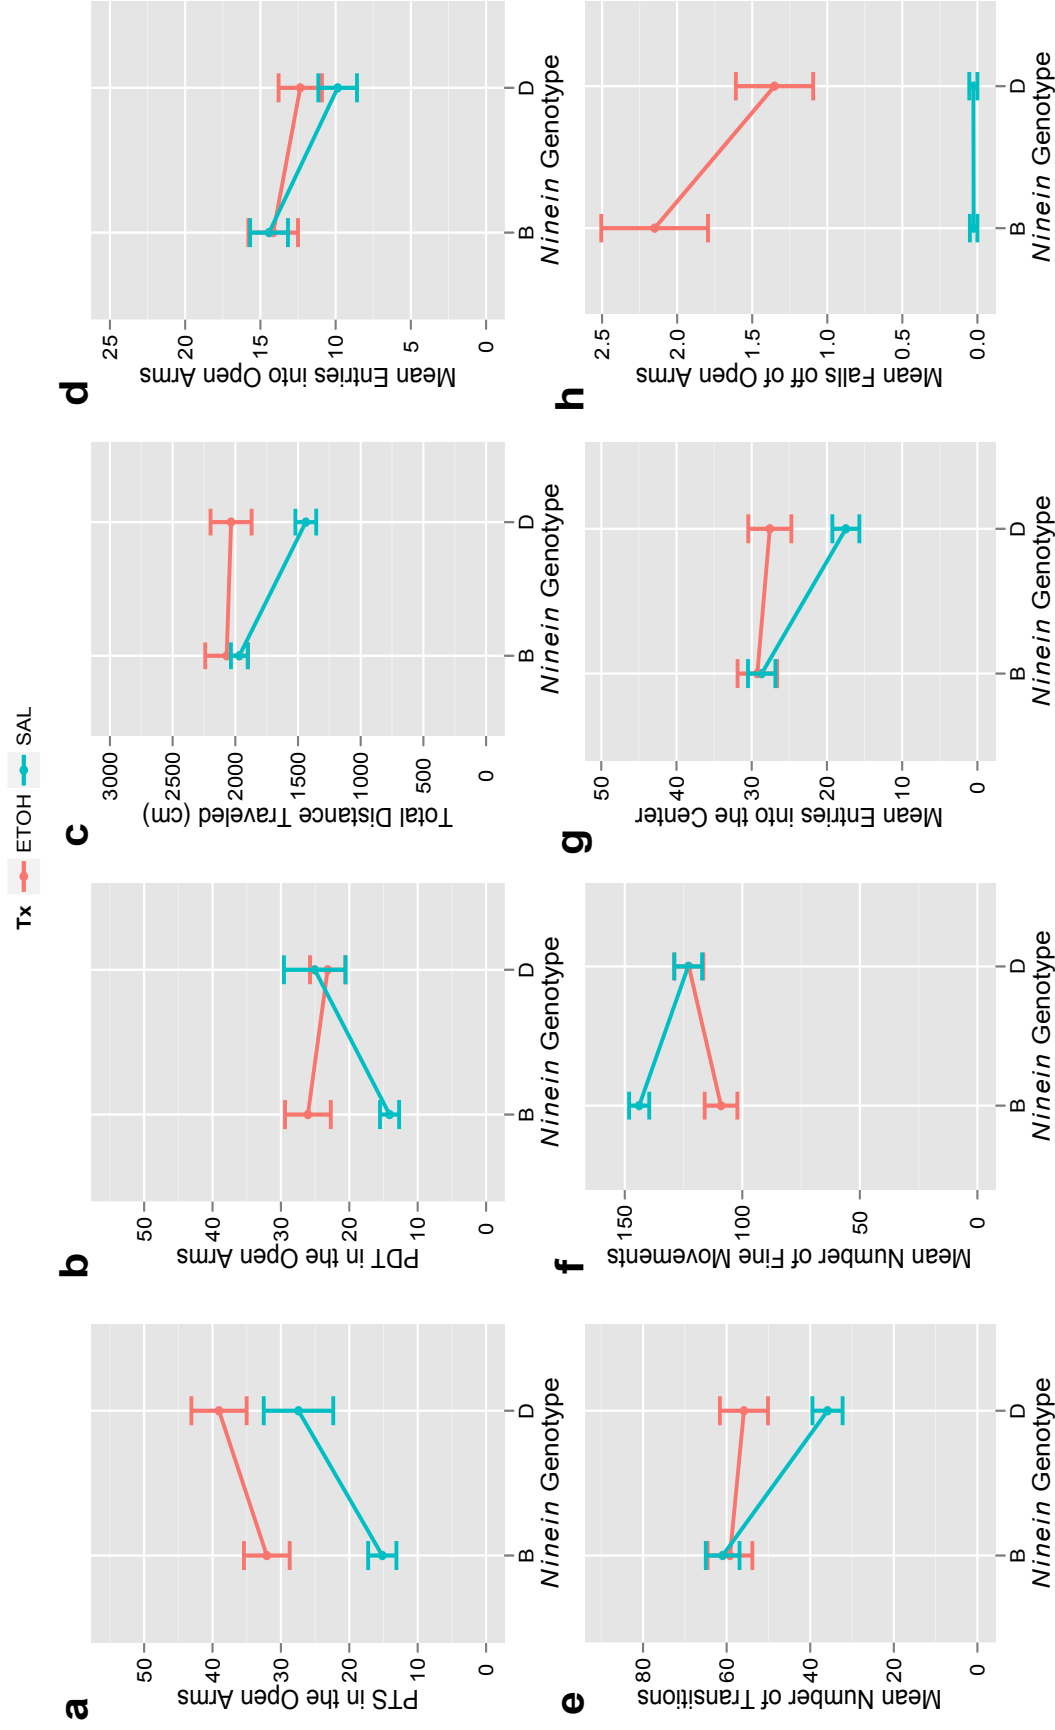 Tx ETOH SAL
a
PTS in the Open Arms
50
40
30
20
10
0
B D
Ninein Genotype
b
PDT in the Open Arms
50
40
30
20
10
0
B D
Ninein Genotype
c
Total Distance Traveled (cm)
3000
2500
2000
1500
1000
500
0
B D
Ninein Genotype
d
Mean Entries into Open Arms
25
20
15
10
5
0
B D
Ninein Genotype
e
Mean Number of Transitions
80
60
40
20
0
B D
Ninein Genotype
f
Mean Number of Fine Movements
150
100
50
0
B D
Ninein Genotype
g
Mean Entries into the Center
50
40
30
20
10
0
B D
Ninein Genotype
h
Mean Falls off of Open Arms
2.5
2.0
1.5
1.0
0.5
0.0
B D
Ninein Genotype